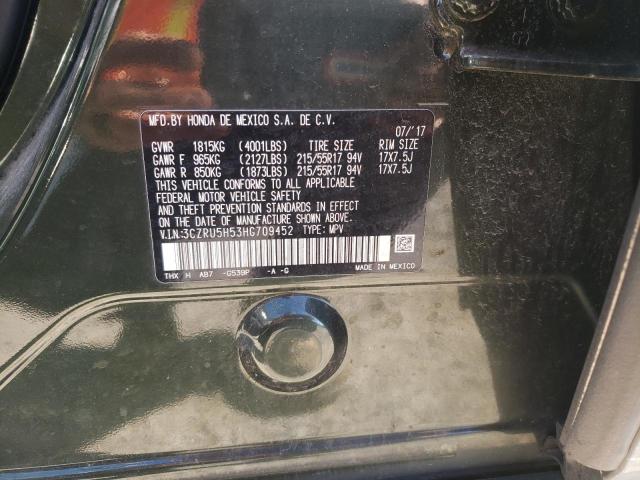 MFD.BY HONDA DE MEXICO S.A. DE C.V.
07/'17
GVWR 1815KG (4001LBS) TIRE SIZE RIM SIZE
GAWR F 965KG (2127LBS) 215/55R17 94V 17X7.5J
GAWR R 850KG (1873LBS) 215/55R17 94V 17X7.5J
THIS VEHICLE CONFORMS TO ALL APPLICABLE
FEDERAL MOTOR VEHICLE SAFETY
AND THEFT PREVENTION STANDARDS IN EFFECT
ON THE DATE OF MANUFACTURE SHOWN ABOVE.
V.I.N:3CZRU5H53HG709452 TYPE: MPV
THX H AB7 -G539P -A -G MADE IN MEXICO